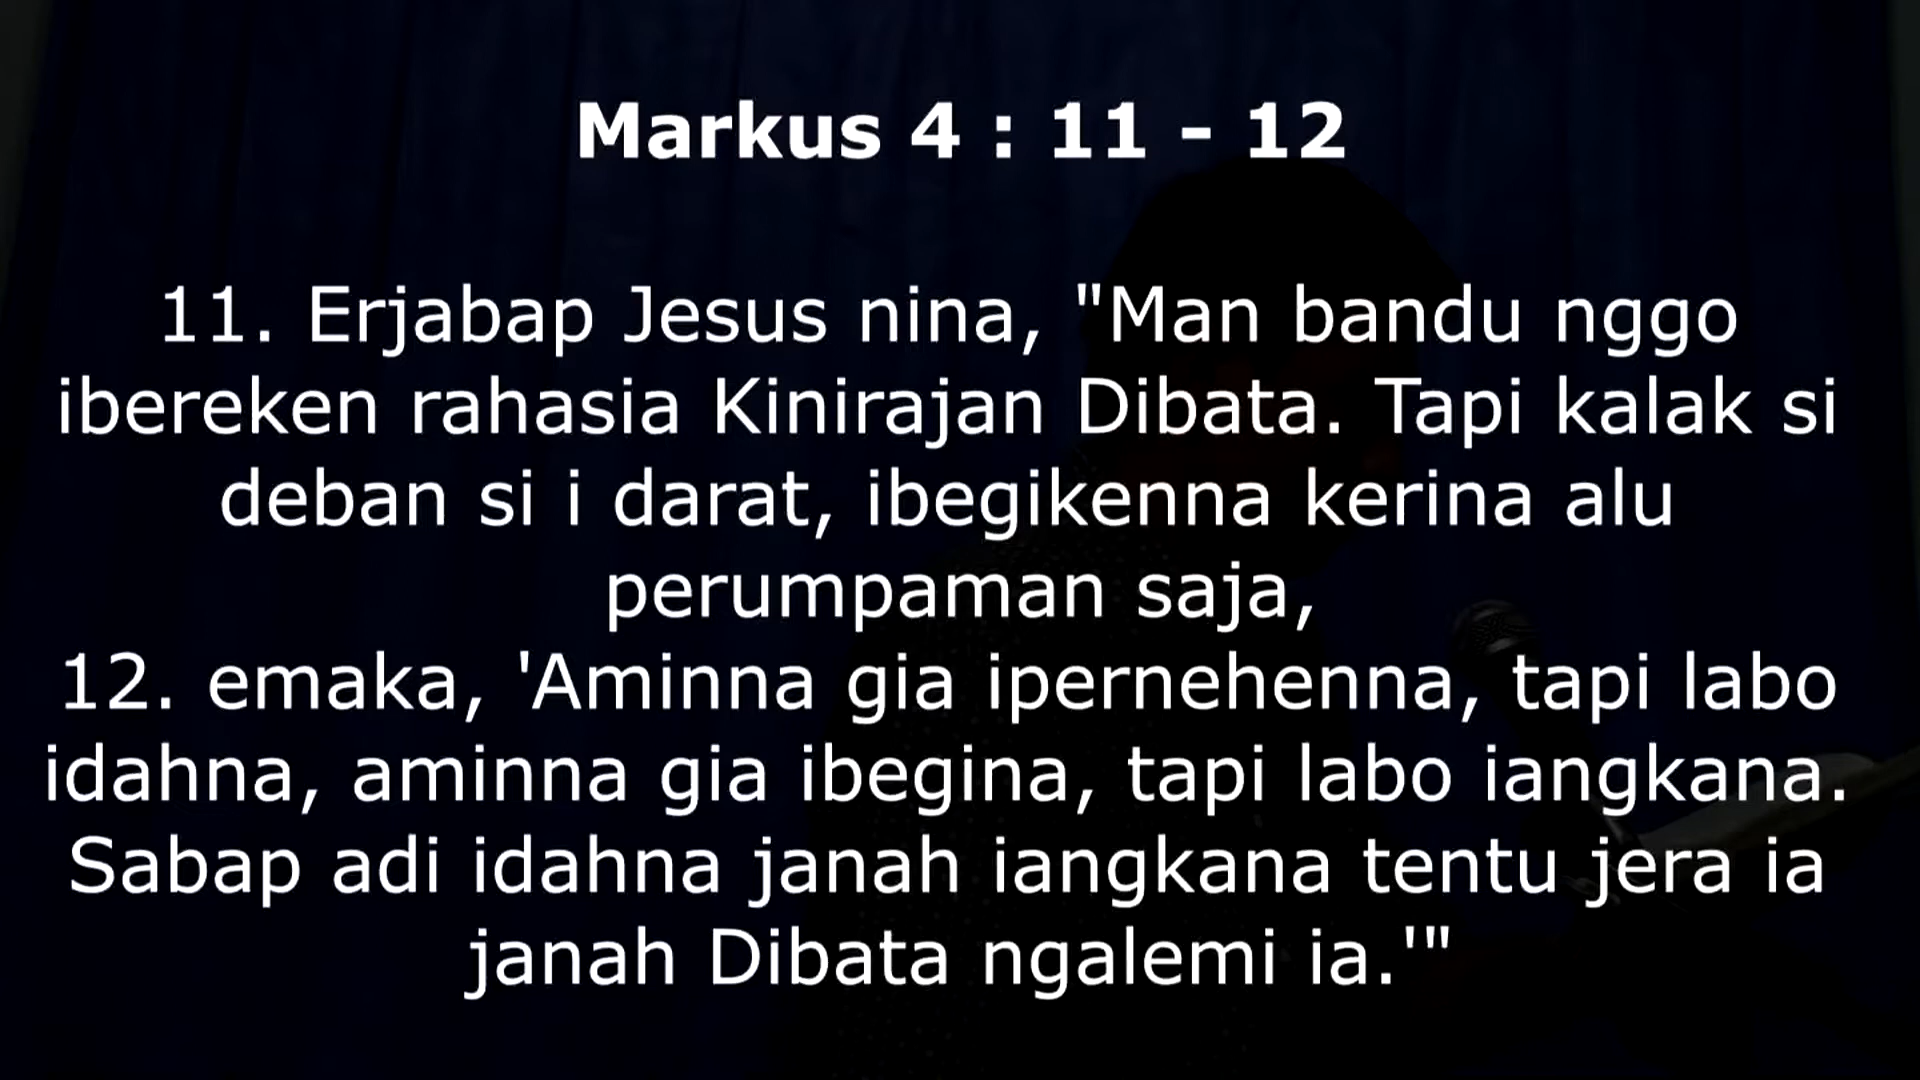 Markus 4 : 11 - 12
11. Erjabap Jesus nina, "Man bandu nggo
ibereken rahasia Kinirajan Dibata. Tapi kalak si
deban si i darat, ibegikenna kerina alu
perumpaman saja,
12. emaka, 'Aminna gia ipernehenna, tapi labo
idahna, aminna gia ibegina, tapi labo iangkana.
Sabap adi idahna janah iangkana tentu jera ia
janah Dibata ngalemi ia.'"